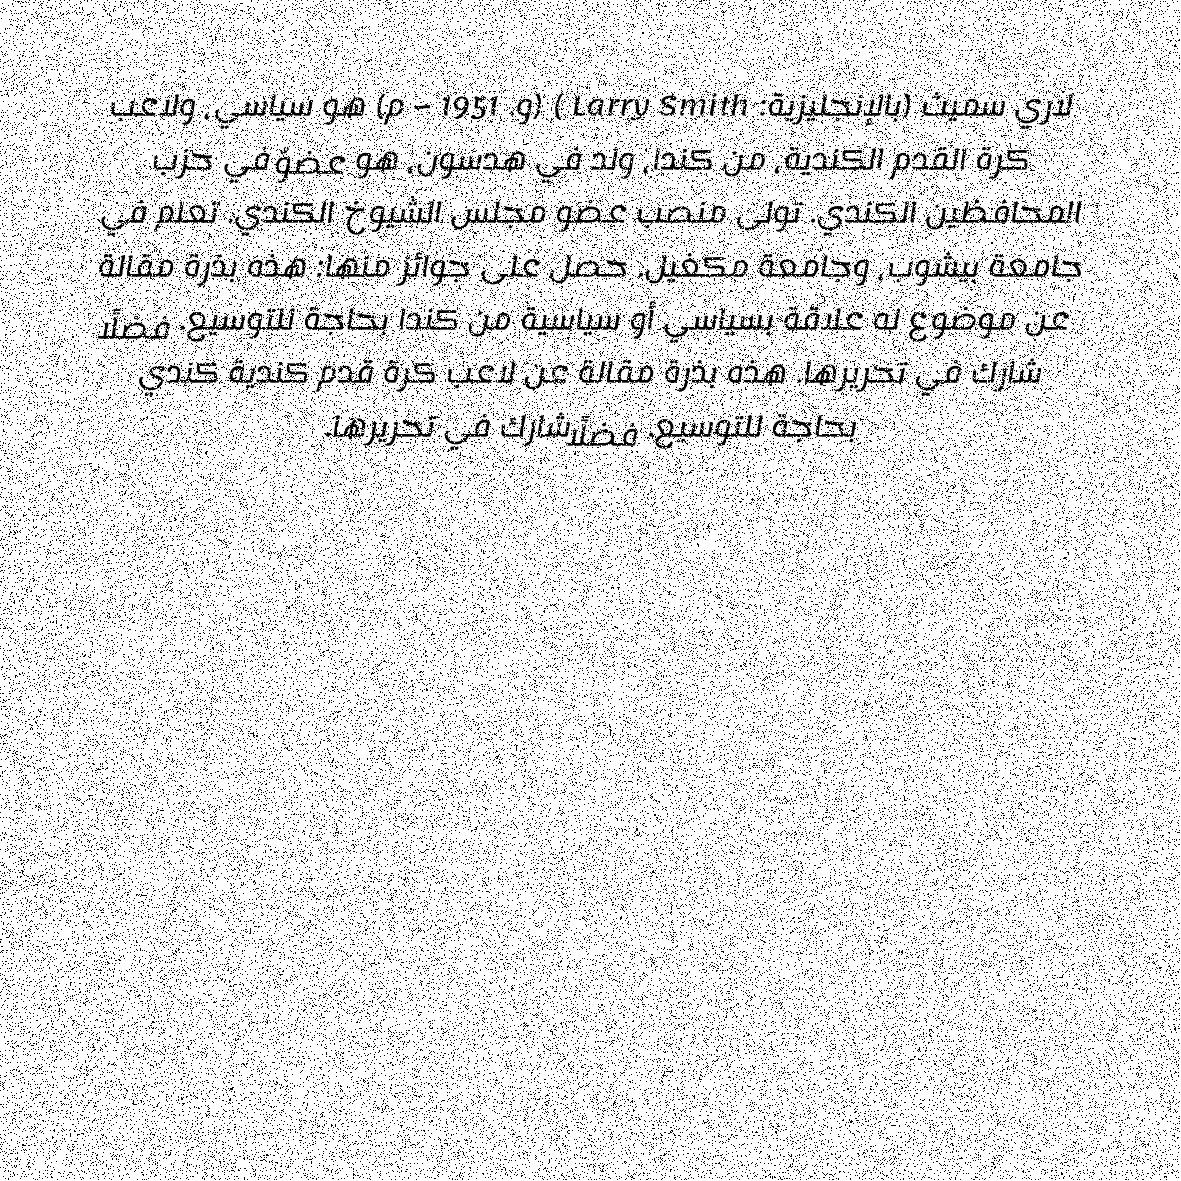 لاري سميث (بالإنجليزية: Larry Smith ) (و. 1951 – م) هو سياسي، ولاعب
كرة القدم الكندية، من كندا، ولد في هدسون، هو عضوٌ في حزب
المحافظين الكندي. تولى منصب عضو مجلس الشيوخ الكندي. تعلم في
جامعة بيشوب، وجامعة مكغيل. حصل على جوائز منها: هذه بذرة مقالة
عن موضوع له علاقة بسياسي أو سياسية من كندا بحاجة للتوسيع. فضلًا
شارك في تحريرها. هذه بذرة مقالة عن لاعب كرة قدم كندية كندي
بحاجة للتوسيع. فضلًا شارك في تحريرها.